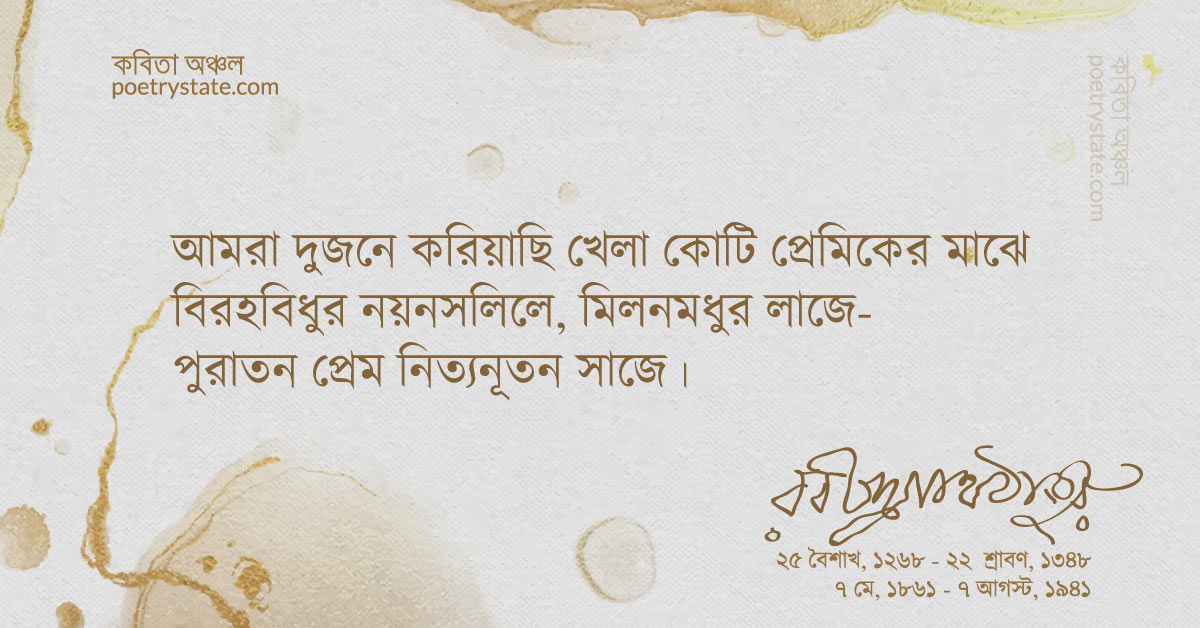 কবিতা অঞ্চল
poetrystate.com
কবিতা অঞ্চল
poetrystate.com
আমরা দুজনে করিয়াছি খেলা কোটি প্রেমিকের মাঝে
বিরহবিধুর নয়নসলিলে, মিলনমধুর লাজে-
পুরাতন প্রেম নিত্যনূতন সাজে।
রবীন্দ্রনাথ ঠাকুর
২৫ বৈশাখ, ১২৬৮ - ২২ শ্রাবণ, ১৩৪৮
৭ মে, ১৮৬১ - ৭ আগস্ট, ১৯৪১